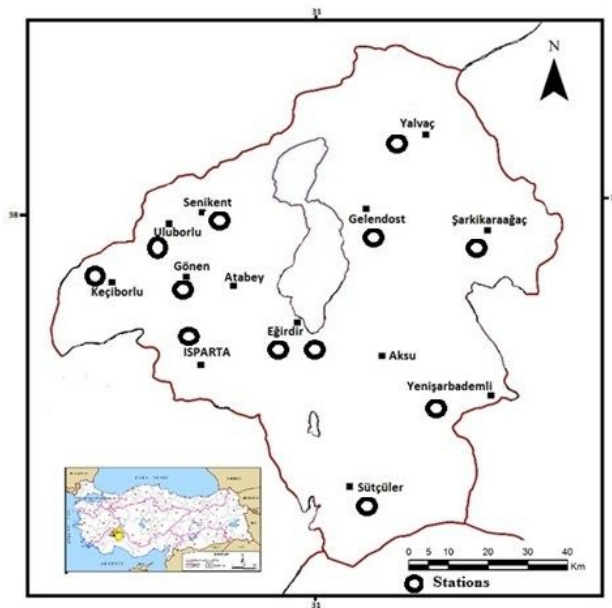 31
N
Yalvaç
38
Senikent
Gelendost
Şarkikaraağaç
Uluborlu
Gönen
Atabey
Keçiborlu
Eğirdir
ISPARTA
Aksu
Yenişarbademli
Sütçüler
0 5 10 20 30 40
Km
Stations
31